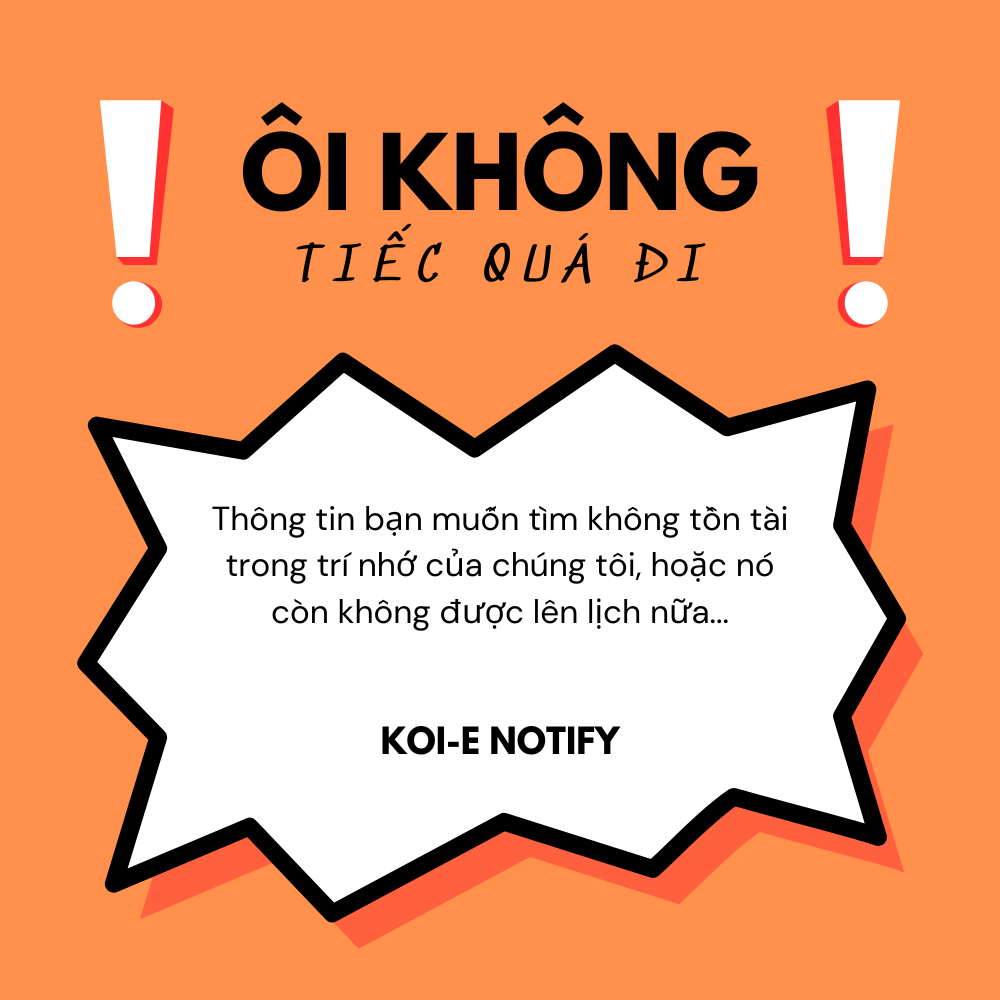 ÔI KHÔNG
TIẾC QUÁ ĐI
Thông tin bạn muốn tìm không tồn tài
trong trí nhớ của chúng tôi, hoặc nó
còn không được lên lịch nữa...
KOI-E NOTIFY